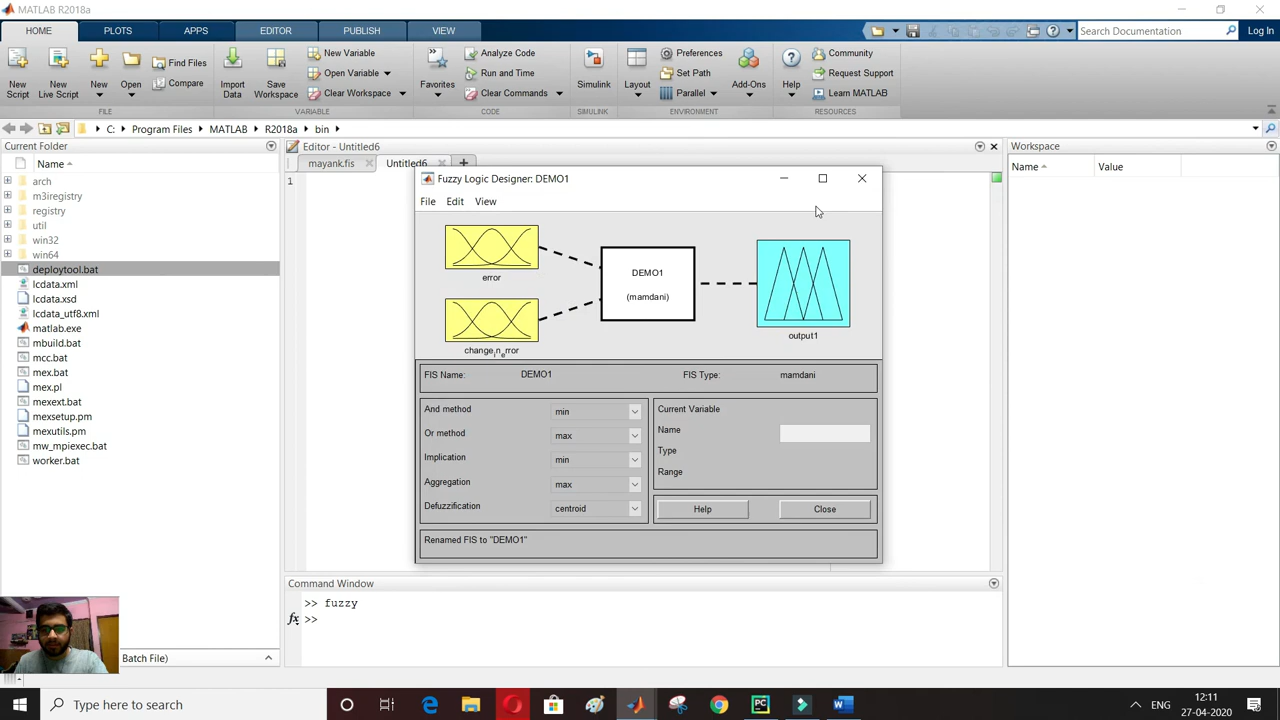 MATLAB R2018a
HOME PLOTS APPS EDITOR PUBLISH VIEW
Search Documentation
Log In
New Script
New Live Script
New
Open
Find Files
Compare
Import Data
Save Workspace
New Variable
Open Variable
Clear Workspace
Favorites
Analyze Code
Run and Time
Clear Commands
Simulink
Layout
Preferences
Set Path
Parallel
Add-Ons
Help
Community
Request Support
Learn MATLAB
FILE VARIABLE CODE SIMULINK ENVIRONMENT RESOURCES
C: Program Files MATLAB R2018a bin
Current Folder
Name
arch
m3iregistry
registry
util
win32
win64
deploytool.bat
lcdata.xml
lcdata.xsd
lcdata_utf8.xml
matlab.exe
mbuild.bat
mcc.bat
mex.bat
mex.pl
mexext.bat
mexsetup.pm
mexutils.pm
mw_mpiexec.bat
worker.bat
Batch File)
Editor - Untitled6
mayank.fis Untitled6
1
Fuzzy Logic Designer: DEMO1
File Edit View
error
change_in_error
DEMO1
(mamdani)
output1
FIS Name: DEMO1 FIS Type: mamdani
And method min
Or method max
Implication min
Aggregation max
Defuzzification centroid
Current Variable
Name
Type
Range
Help Close
Renamed FIS to "DEMO1"
Command Window
>> fuzzy
fx >>
Workspace
Name Value
Type here to search
ENG
12:11
27-04-2020